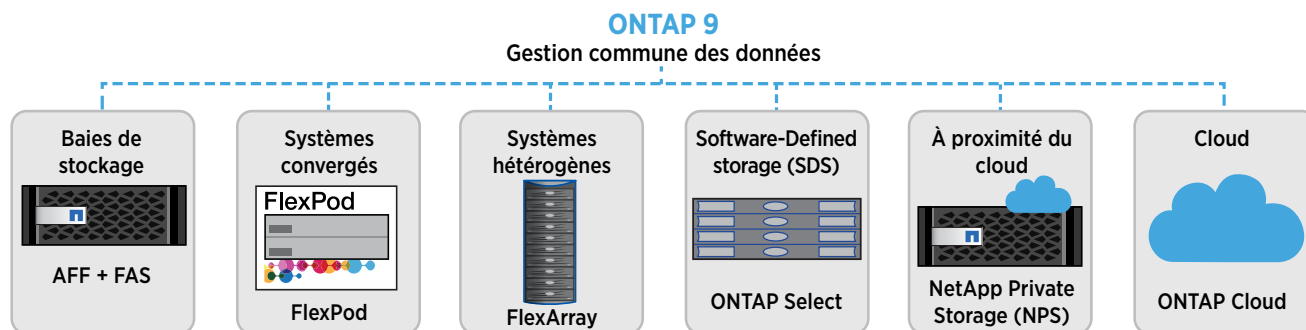 ONTAP 9
Gestion commune des données
Baies de
stockage
AFF + FAS
Systèmes
convergés
FlexPod
FlexPod
Systèmes
hétérogènes
FlexArray
Software-Defined
storage (SDS)
ONTAP Select
À proximité du
cloud
NetApp Private
Storage (NPS)
Cloud
ONTAP Cloud